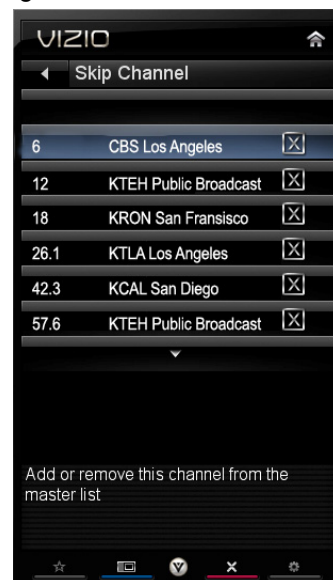 VIZIO
Skip Channel
6 CBS Los Angeles X
12 KTEH Public Broadcast X
18 KRON San Fransisco X
26.1 KTLA Los Angeles X
42.3 KCAL San Diego X
57.6 KTEH Public Broadcast X
Add or remove this channel from the
master list
V
X